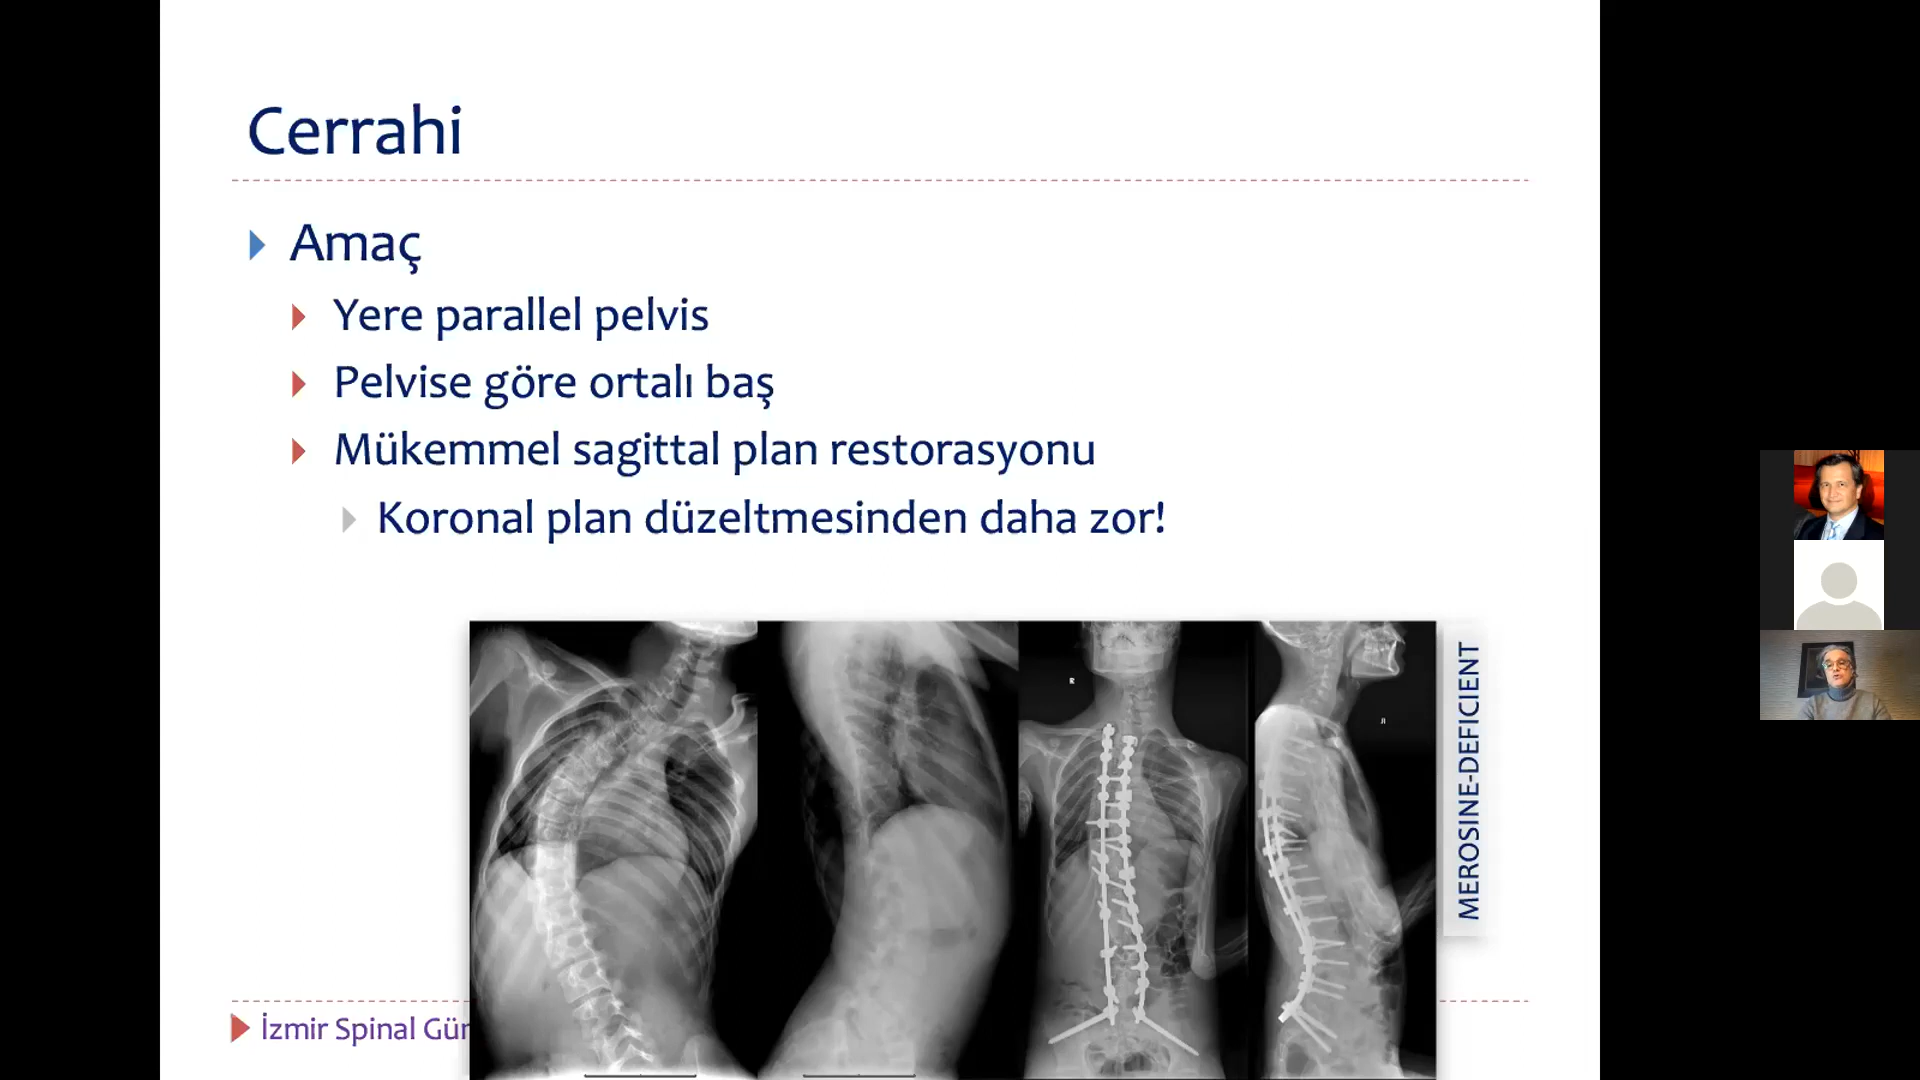 Cerrahi
Amaç
Yere parallel pelvis
Pelvise göre ortalı baş
Mükemmel sagittal plan restorasyonu
Koronal plan düzeltmesinden daha zor!
R
MEROSINE-DEFICIENT
İzmir Spinal Gün